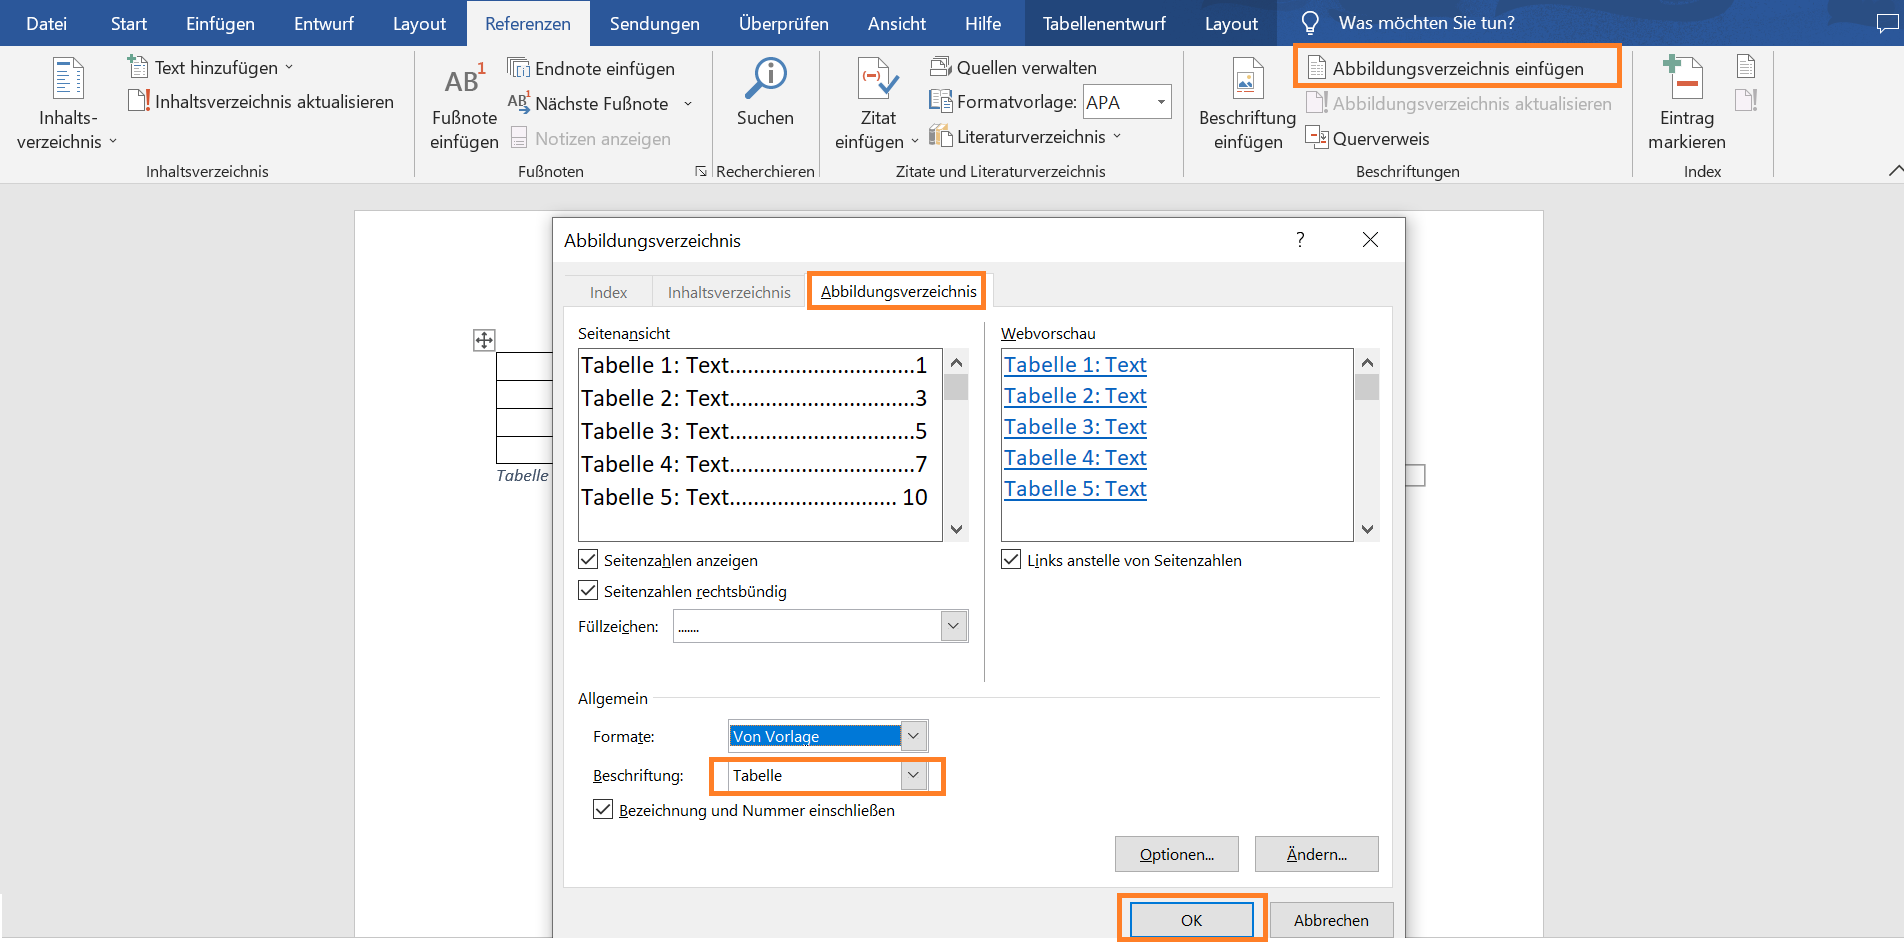 Datei Start Einfügen Entwurf Layout Referenzen Sendungen Überprüfen Ansicht Hilfe Tabellenentwurf Layout Was möchten Sie tun?
Inhalts-
verzeichnis
Text hinzufügen
Inhaltsverzeichnis aktualisieren
Inhaltsverzeichnis
AB1
Fußnote
einfügen
Endnote einfügen
AB1 Nächste Fußnote
Notizen anzeigen
Fußnoten
Suchen
Recherchieren
Zitat
einfügen
Quellen verwalten
Formatvorlage: APA
Literaturverzeichnis
Zitate und Literaturverzeichnis
Beschriftung
einfügen
Abbildungsverzeichnis einfügen
Abbildungsverzeichnis aktualisieren
Querverweis
Beschriftungen
Eintrag
markieren
Index
Abbildungsverzeichnis ?
Index Inhaltsverzeichnis Abbildungsverzeichnis
Seitenansicht
Tabelle 1: Text................................1
Tabelle 2: Text................................3
Tabelle 3: Text................................5
Tabelle 4: Text................................7
Tabelle 5: Text............................. 10
Seitenzahlen anzeigen
Seitenzahlen rechtsbündig
Füllzeichen: .......
Webvorschau
Tabelle 1: Text
Tabelle 2: Text
Tabelle 3: Text
Tabelle 4: Text
Tabelle 5: Text
Links anstelle von Seitenzahlen
Tabelle
Allgemein
Formate: Von Vorlage
Beschriftung: Tabelle
Bezeichnung und Nummer einschließen
Optionen... Ändern...
OK Abbrechen